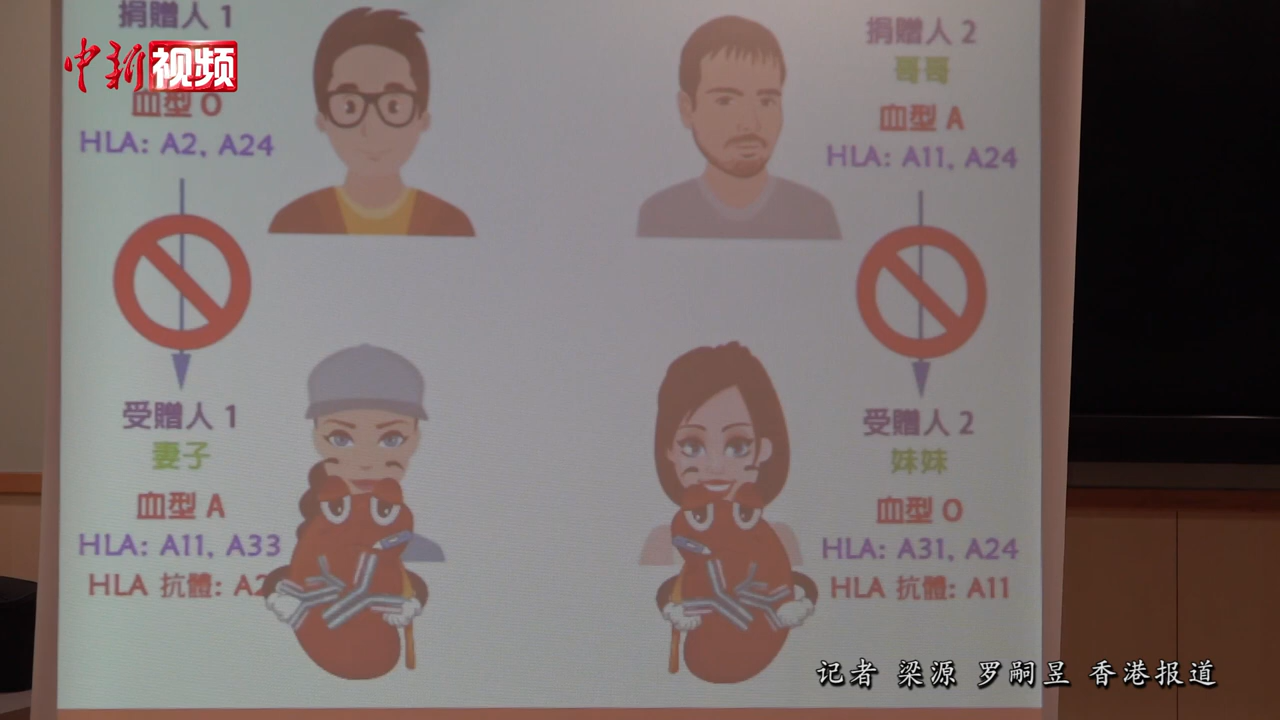 捐贈人 1
中新视频
血型 O
HLA: A2, A24
捐贈人 2
哥哥
血型 A
HLA: A11, A24
受贈人 1
妻子
血型 A
HLA: A11, A33
HLA 抗體: A2
受贈人 2
妹妹
血型 O
HLA: A31, A24
HLA 抗體: A11
记者 梁源 罗嗣昱 香港报道